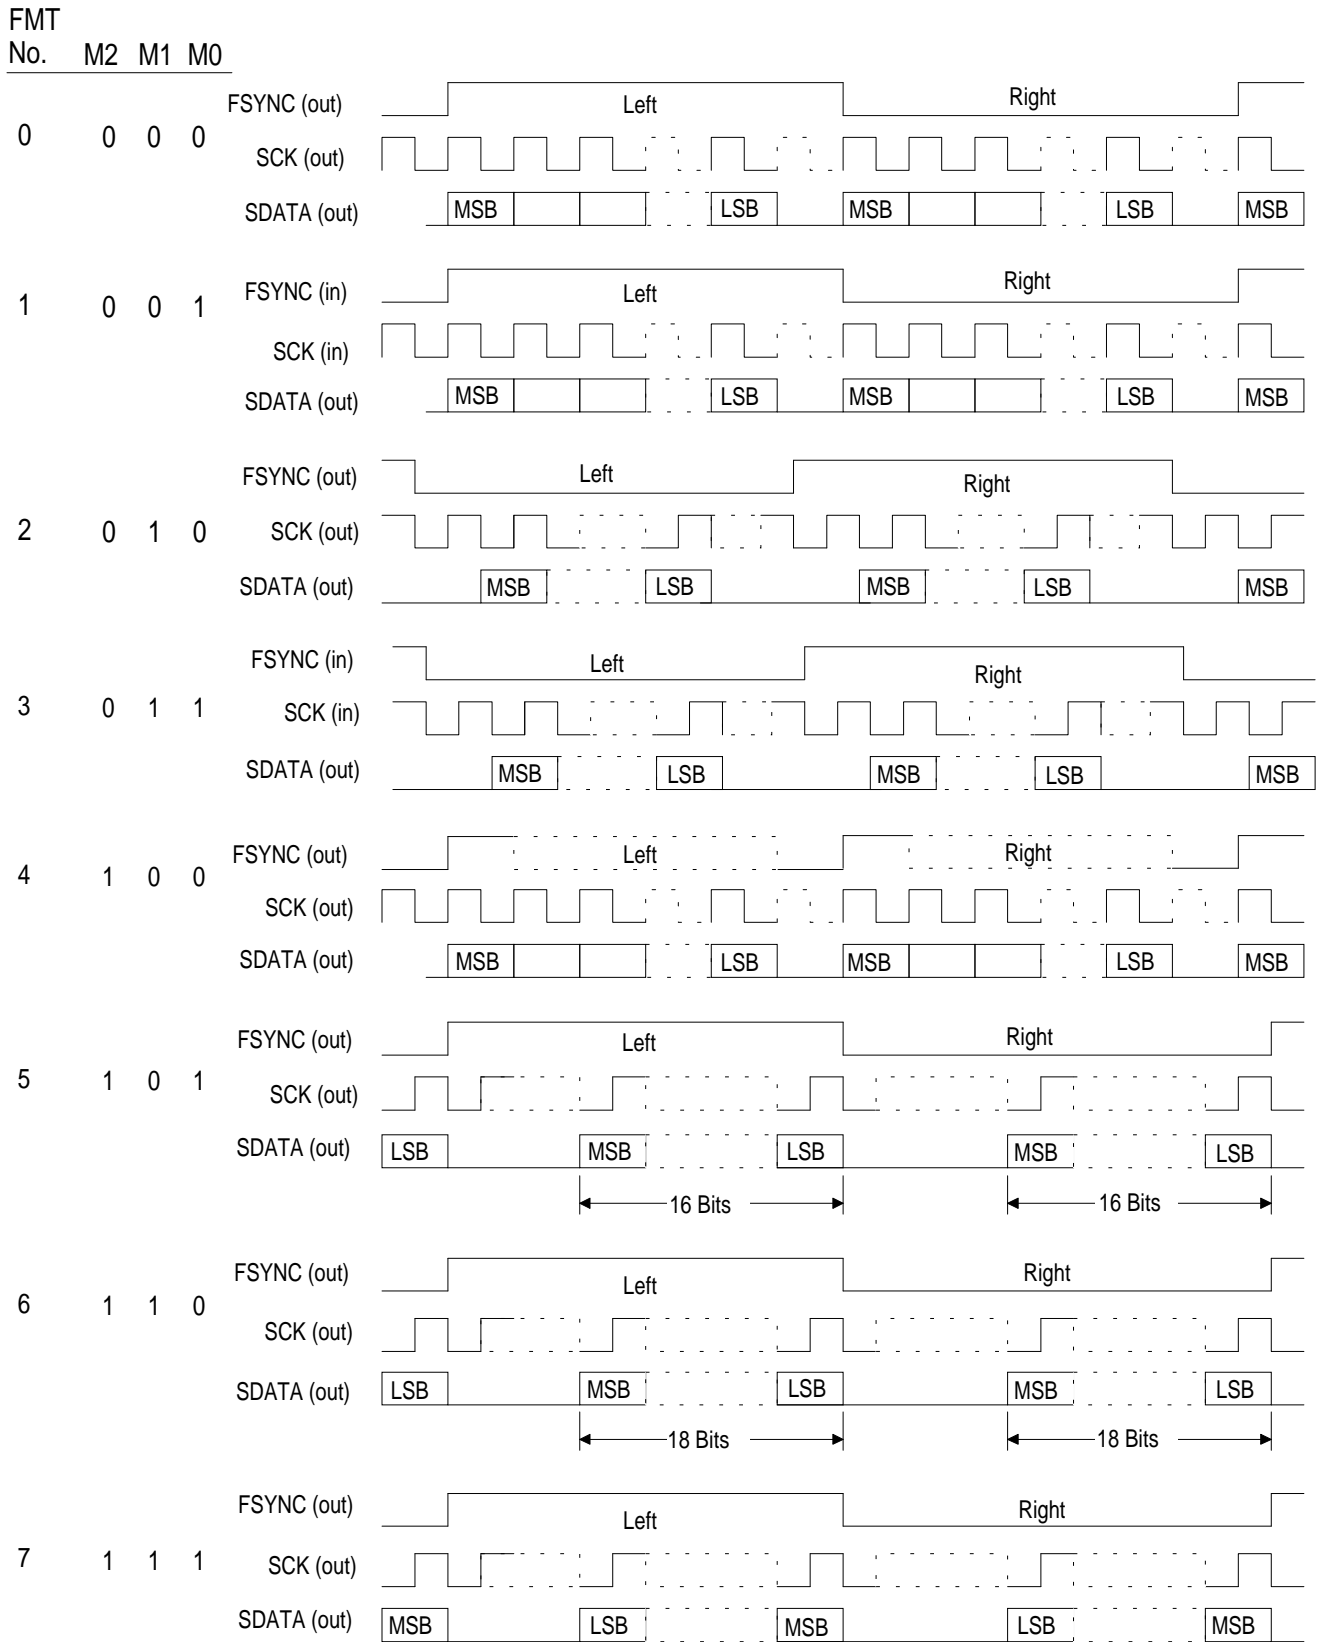 FMT
No. M2 M1 M0
FSYNC (out) Left Right
0 0 0 0 SCK (out)
SDATA (out) MSB LSB MSB LSB MSB
FSYNC (in) Left Right
1 0 0 1
SCK (in)
SDATA (out) MSB LSB MSB LSB MSB
FSYNC (out) Left Right
2 0 1 0 SCK (out)
SDATA (out) MSB LSB MSB LSB MSB
FSYNC (in) Left Right
3 0 1 1 SCK (in)
SDATA (out) MSB LSB MSB LSB MSB
FSYNC (out) Left Right
4 1 0 0
SCK (out)
SDATA (out) MSB LSB MSB LSB MSB
FSYNC (out) Left Right
5 1 0 1 SCK (out)
SDATA (out) LSB MSB LSB MSB LSB
16 Bits 16 Bits
FSYNC (out) Left Right
6 1 1 0
SCK (out)
SDATA (out) LSB MSB LSB MSB LSB
18 Bits 18 Bits
FSYNC (out) Left Right
7 1 1 1 SCK (out)
SDATA (out) MSB LSB MSB LSB MSB